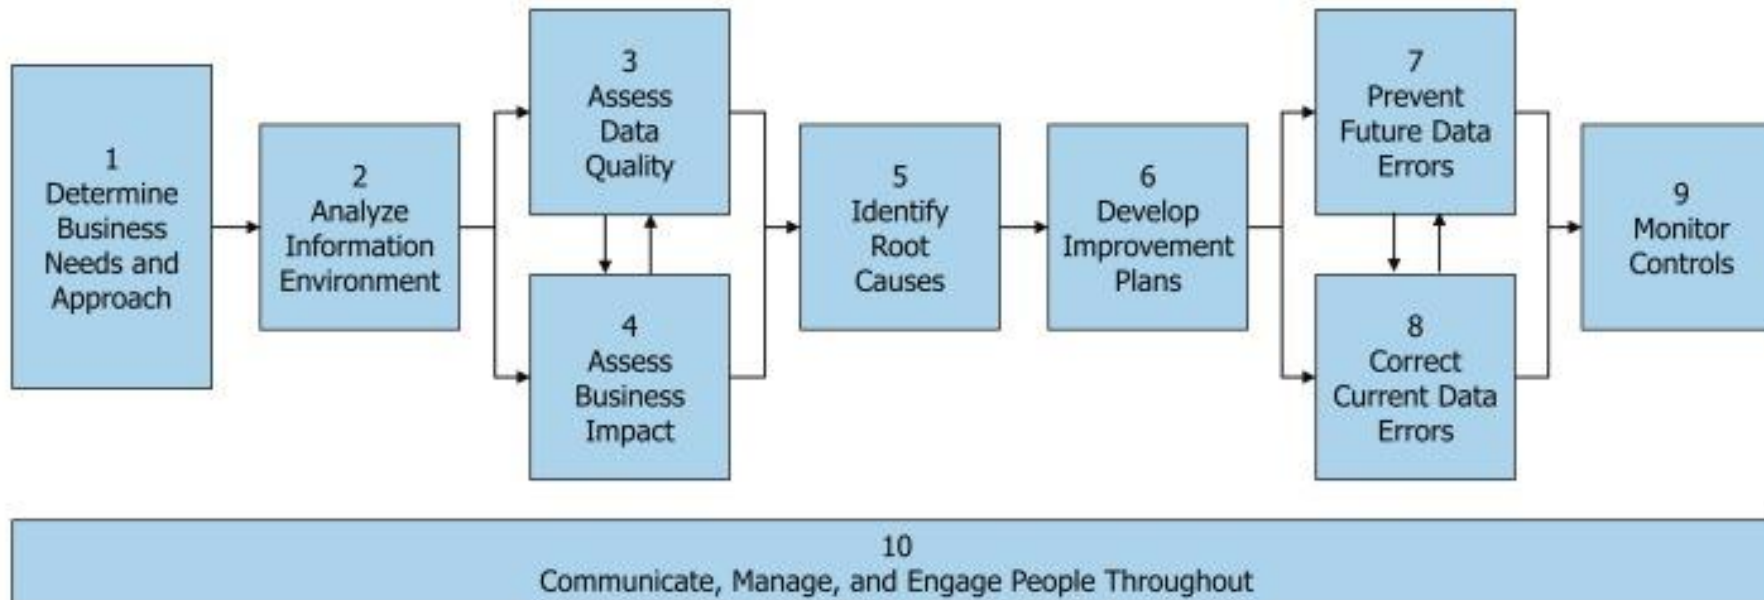 1
Determine
Business
Needs and
Approach
2
Analyze
Information
Environment
3
Assess
Data
Quality
4
Assess
Business
Impact
5
Identify
Root
Causes
6
Develop
Improvement
Plans
7
Prevent
Future Data
Errors
8
Correct
Current Data
Errors
9
Monitor
Controls
10
Communicate, Manage, and Engage People Throughout